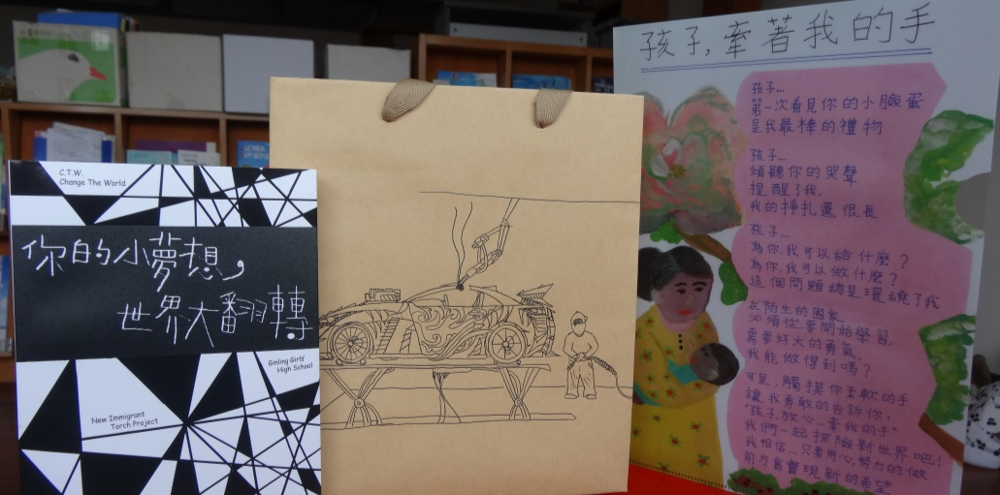 C.T.W.
Change The World
你的小夢想，
世界大翻轉
Ginling Girls'
High School
New Immigrant
Torch Project
孩子，牽著我的手
孩子…
第一次看見你的小臉蛋
是我最棒的禮物
孩子…
傾聽你的哭聲
提醒了我，
我的掙扎還很長
孩子…
為你，我可以給什麼？
為你，我可以做什麼？
這個問題總是環繞了我
在陌生的國家
必須從零開始學習，
需要好大的勇氣，
我能做得到嗎？
可是，觸摸你柔軟的手
讓我勇敢的告訴你：
"孩子，放心…牽我的手"
我們一起探險新世界吧！
我相信…只要用心，努力的做
前方會實現新的希望